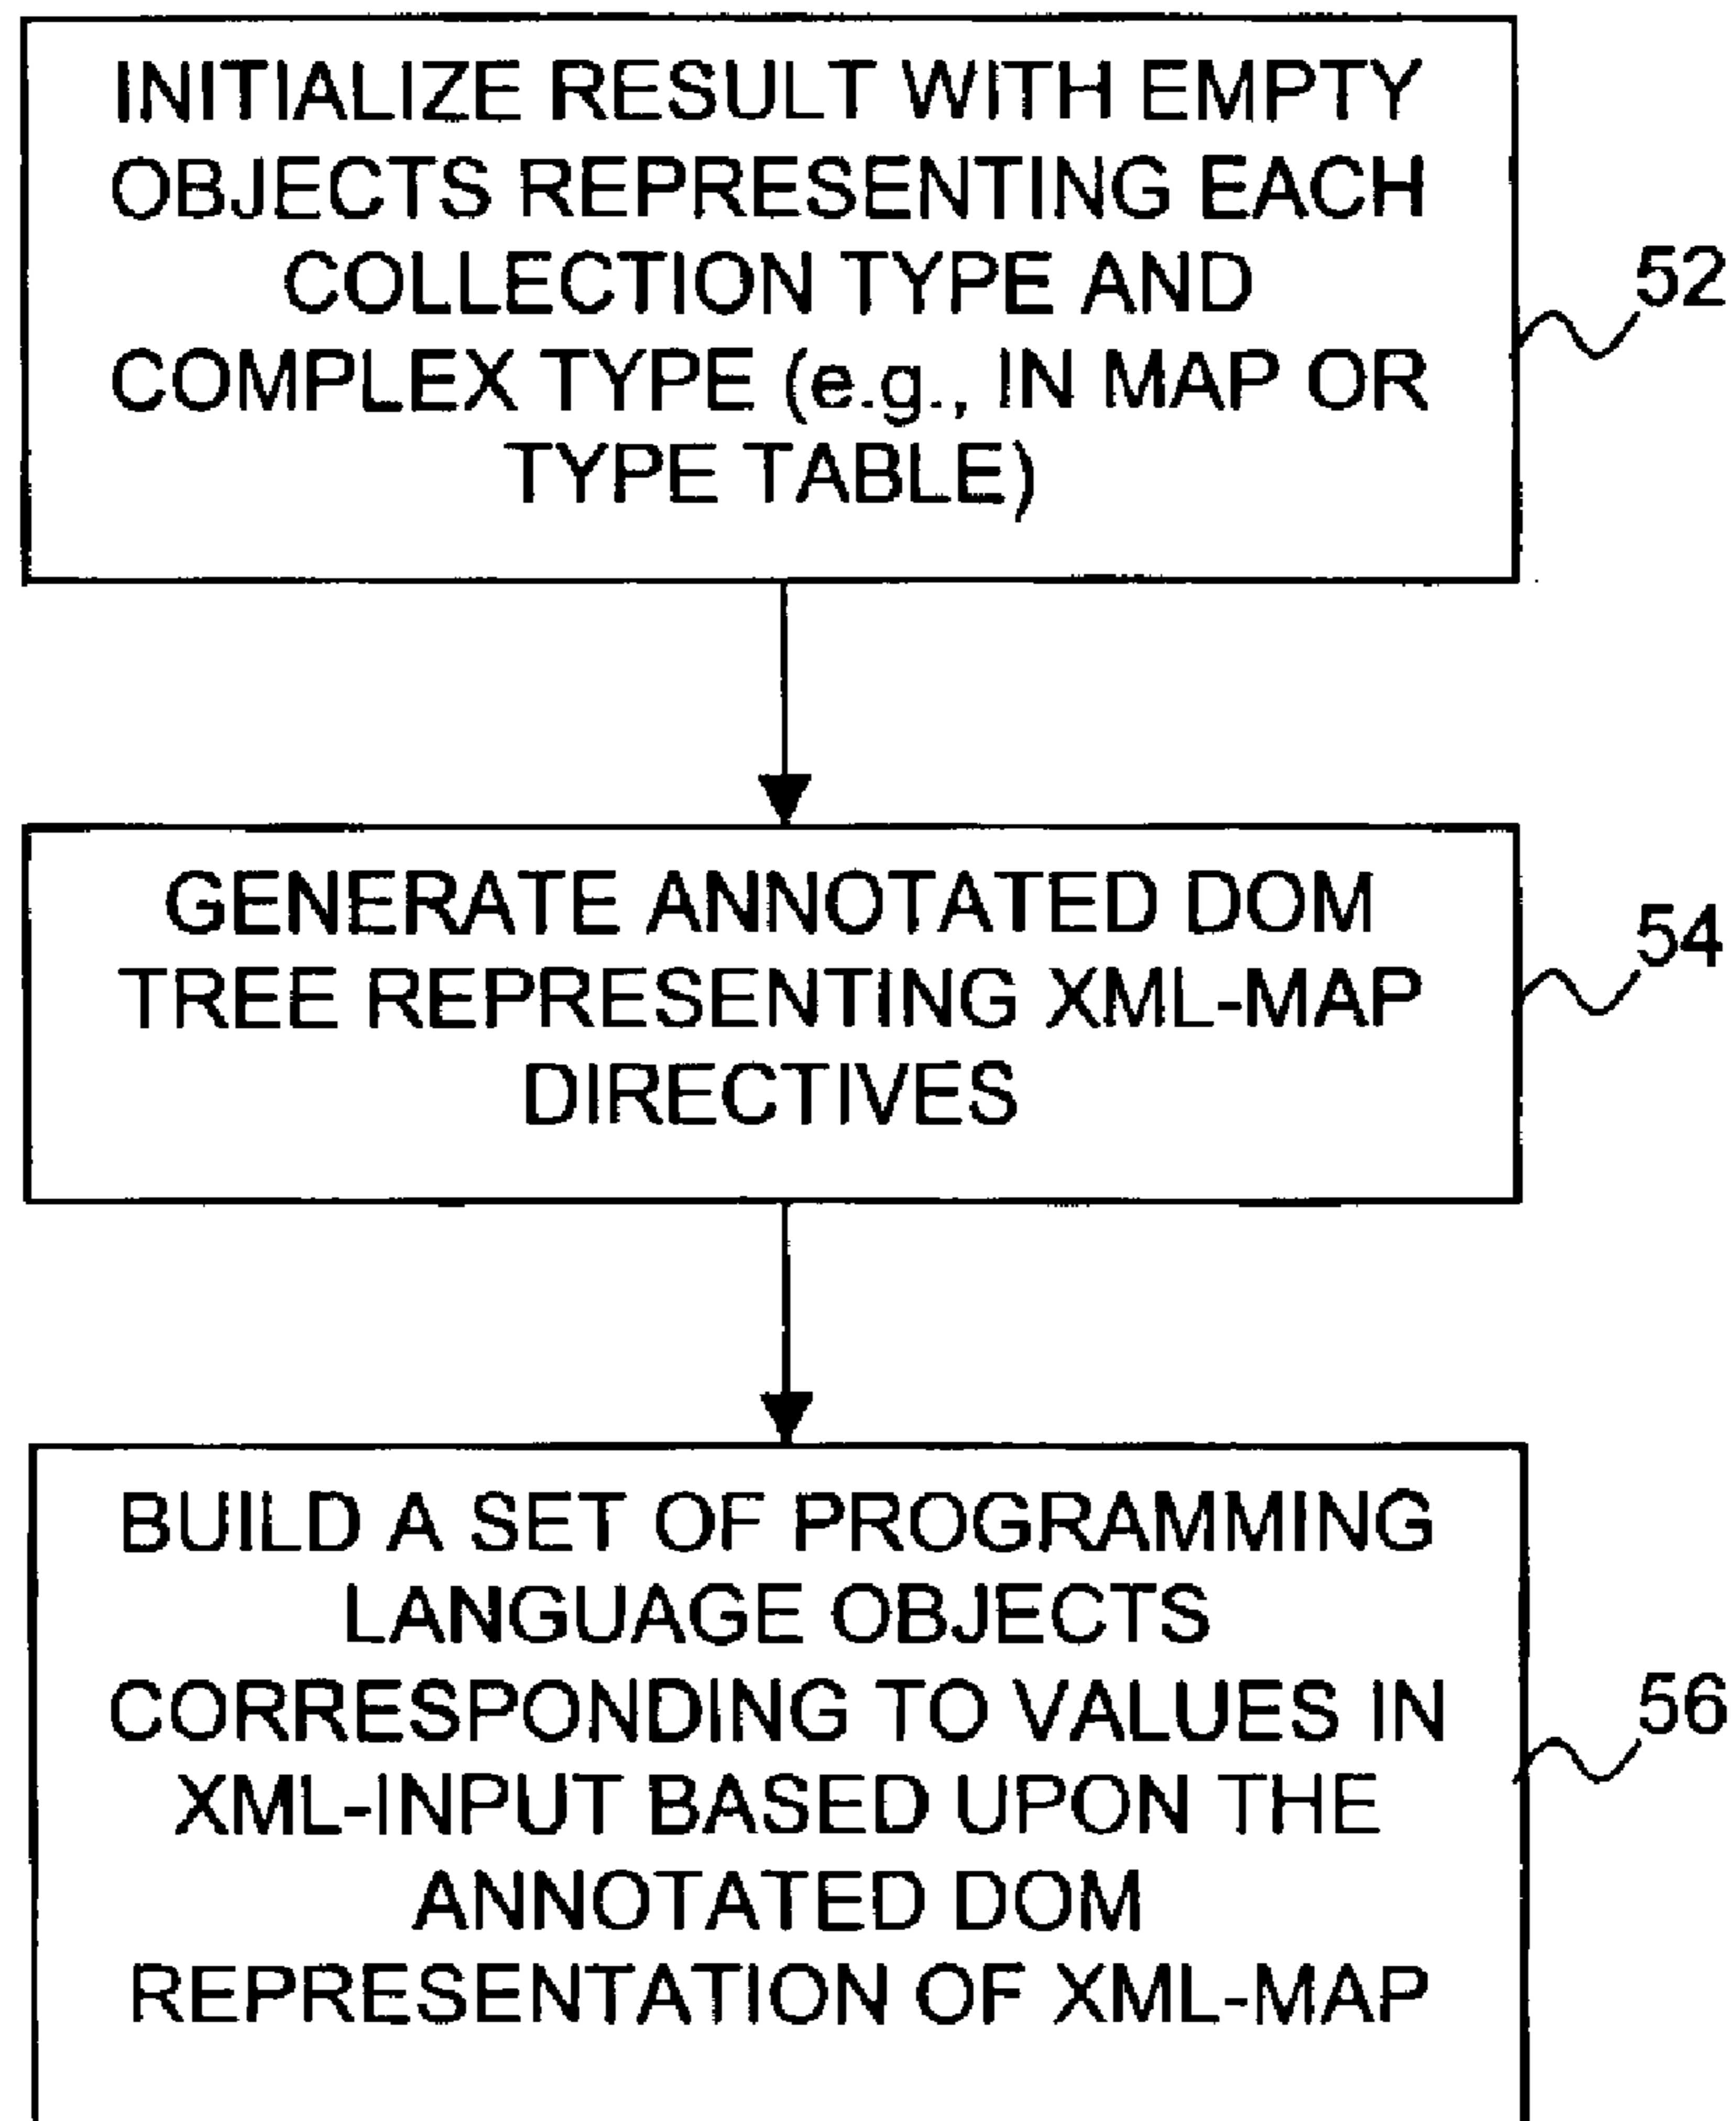 INITIALIZE RESULT WITH EMPTY
OBJECTS REPRESENTING EACH
COLLECTION TYPE AND
COMPLEX TYPE (e.g., IN MAP OR
TYPE TABLE)
52
GENERATE ANNOTATED DOM
TREE REPRESENTING XML-MAP
DIRECTIVES
54
BUILD A SET OF PROGRAMMING
LANGUAGE OBJECTS
CORRESPONDING TO VALUES IN
XML-INPUT BASED UPON THE
ANNOTATED DOM
REPRESENTATION OF XML-MAP
56